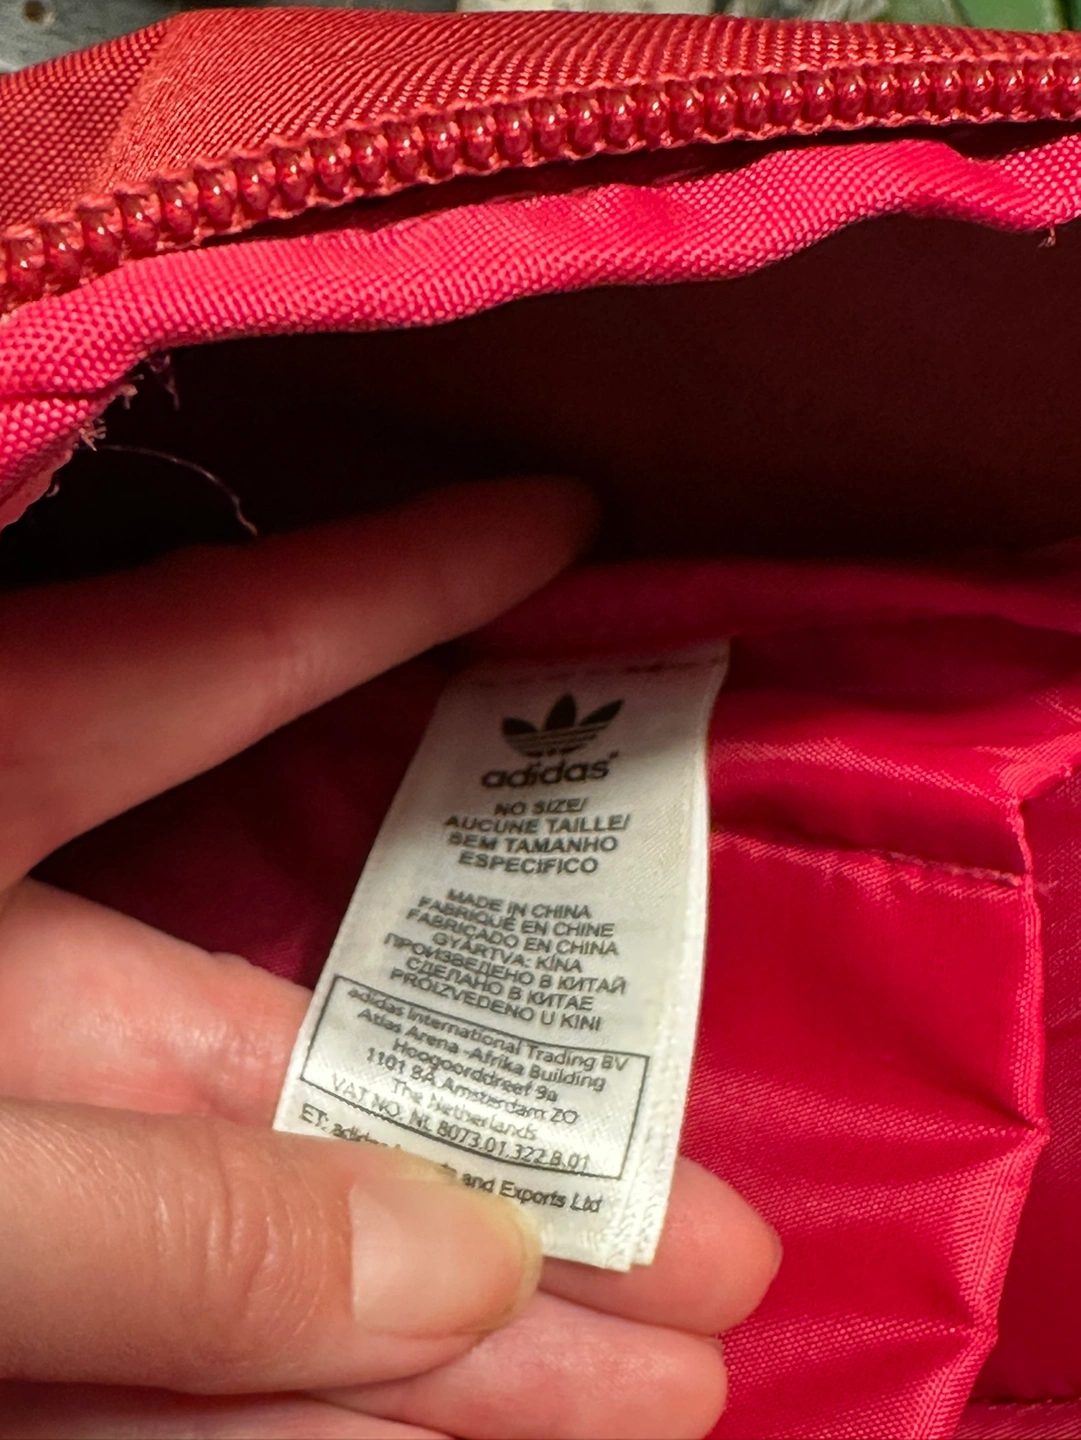 adidas
NO SIZE/
AUCUNE TAILLE/
SEM TAMANHO
ESPECIFICO
MADE IN CHINA
FABRIQUÉ EN CHINE
FABRICADO EN CHINA
GYÁRTVA: KÍNA
ПРОИЗВЕДЕНО В КИТАЙ
СДЕЛАНО В КИТАЕ
PROIZVEDENO U KINI
adidas International Trading BV
Atlas Arena -Afrika Building
Hoogoorddreef 9a
1101 BA Amsterdam ZO
The Netherlands
VAT NO: NL 8073.01.322.B.01
ET: and Exports Ltd